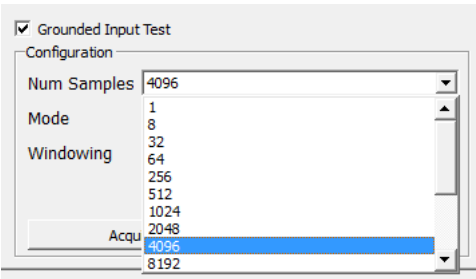 Grounded Input Test
Configuration
Num Samples 4096
Mode
Windowing
1
8
32
64
256
512
1024
2048
4096
8192
Acqu